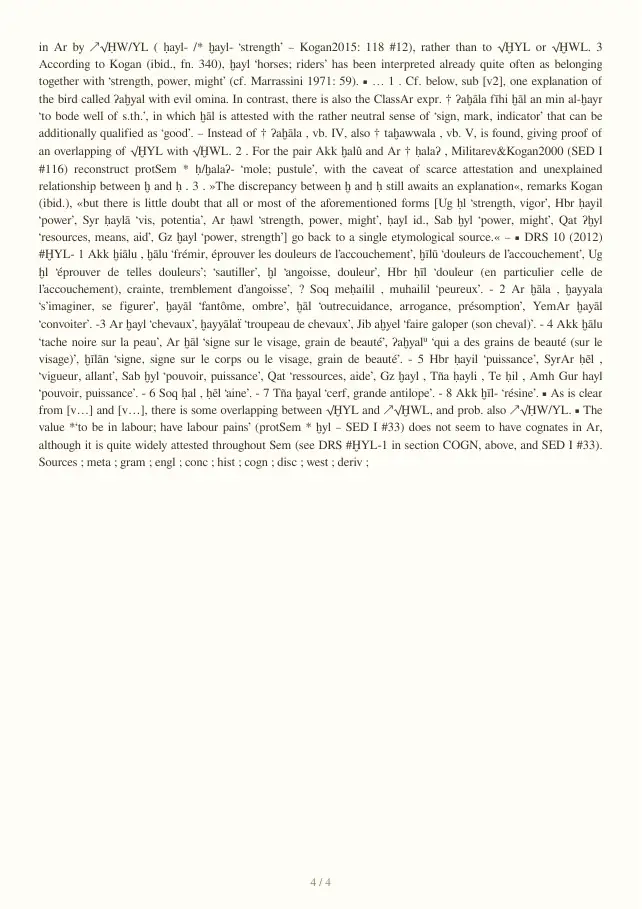 in Ar by ↗√ḤW/YL ( ḥayl- /* ḫayl- ‘strength’ – Kogan2015: 118 #12), rather than to √ḪYL or √ḪWL. 3
According to Kogan (ibid., fn. 340), ḫayl ‘horses; riders’ has been interpreted already quite often as belonging
together with ‘strength, power, might’ (cf. Marrassini 1971: 59). ▪ … 1 . Cf. below, sub [v2], one explanation of
the bird called ʔaḫyal with evil omina. In contrast, there is also the ClassAr expr. † ʔaḫāla fīhi ḫāl an min al-ḫayr
‘to bode well of s.th.’, in which ḫāl is attested with the rather neutral sense of ‘sign, mark, indicator’ that can be
additionally qualified as ‘good’. – Instead of † ʔaḫāla , vb. IV, also † taḫawwala , vb. V, is found, giving proof of
an overlapping of √ḪYL with √ḪWL. 2 . For the pair Akk ḫalû and Ar † ḥalaʔ , Militarev&Kogan2000 (SED I
#116) reconstruct protSem * ḥ/ḫalaʔ- ‘mole; pustule’, with the caveat of scarce attestation and unexplained
relationship between ḫ and ḥ . 3 . »The discrepancy between ḫ and ḥ still awaits an explanation«, remarks Kogan
(ibid.), «but there is little doubt that all or most of the aforementioned forms [Ug ḥl ‘strength, vigor’, Hbr ḥayil
‘power’, Syr ḥaylā ‘vis, potentia’, Ar ḥawl ‘strength, power, might’, ḥayl id., Sab ḫyl ‘power, might’, Qat ʔḫyl
‘resources, means, aid’, Gz ḫayl ‘power, strength’] go back to a single etymological source.« – ▪ DRS 10 (2012)
#ḪYL- 1 Akk ḫiālu , ḫālu ‘frémir, éprouver les douleurs de l’accouchement’, ḫīlū ‘douleurs de l’accouchement’, Ug
ḫl ‘éprouver de telles douleurs’; ‘sautiller’, ḫl ‘angoisse, douleur’, Hbr ḥīl ‘douleur (en particulier celle de
l’accouchement), crainte, tremblement d’angoisse’, ? Soq meḥailil , muhailil ‘peureux’. - 2 Ar ḫāla , ḫayyala
‘s’imaginer, se figurer’, ḫayāl ‘fantôme, ombre’, ḫāl ‘outrecuidance, arrogance, présomption’, YemAr ḫayāl
‘convoiter’. -3 Ar ḫayl ‘chevaux’, ḫayyālaẗ ‘troupeau de chevaux’, Jib aḫyel ‘faire galoper (son cheval)’. - 4 Akk ḫālu
‘tache noire sur la peau’, Ar ḫāl ‘signe sur le visage, grain de beauté’, ʔaḫyalᵘ ‘qui a des grains de beauté (sur le
visage)’, ḫīlān ‘signe, signe sur le corps ou le visage, grain de beauté’. - 5 Hbr ḥayil ‘puissance’, SyrAr ḥēl ,
‘vigueur, allant’, Sab ḫyl ‘pouvoir, puissance’, Qat ‘ressources, aide’, Gz ḫayl , Tña ḥayli , Te ḥil , Amh Gur hayl
‘pouvoir, puissance’. - 6 Soq ḥal , ḥēl ‘aine’. - 7 Tña ḫayal ‘cerf, grande antilope’. - 8 Akk ḫīl- ‘résine’. ▪ As is clear
from [v…] and [v…], there is some overlapping between √ḪYL and ↗√ḪWL, and prob. also ↗√ḤW/YL. ▪ The
value *‘to be in labour; have labour pains’ (protSem * ḫyl – SED I #33) does not seem to have cognates in Ar,
although it is quite widely attested throughout Sem (see DRS #ḪYL-1 in section COGN, above, and SED I #33).
Sources ; meta ; gram ; engl ; conc ; hist ; cogn ; disc ; west ; deriv ;
4 / 4